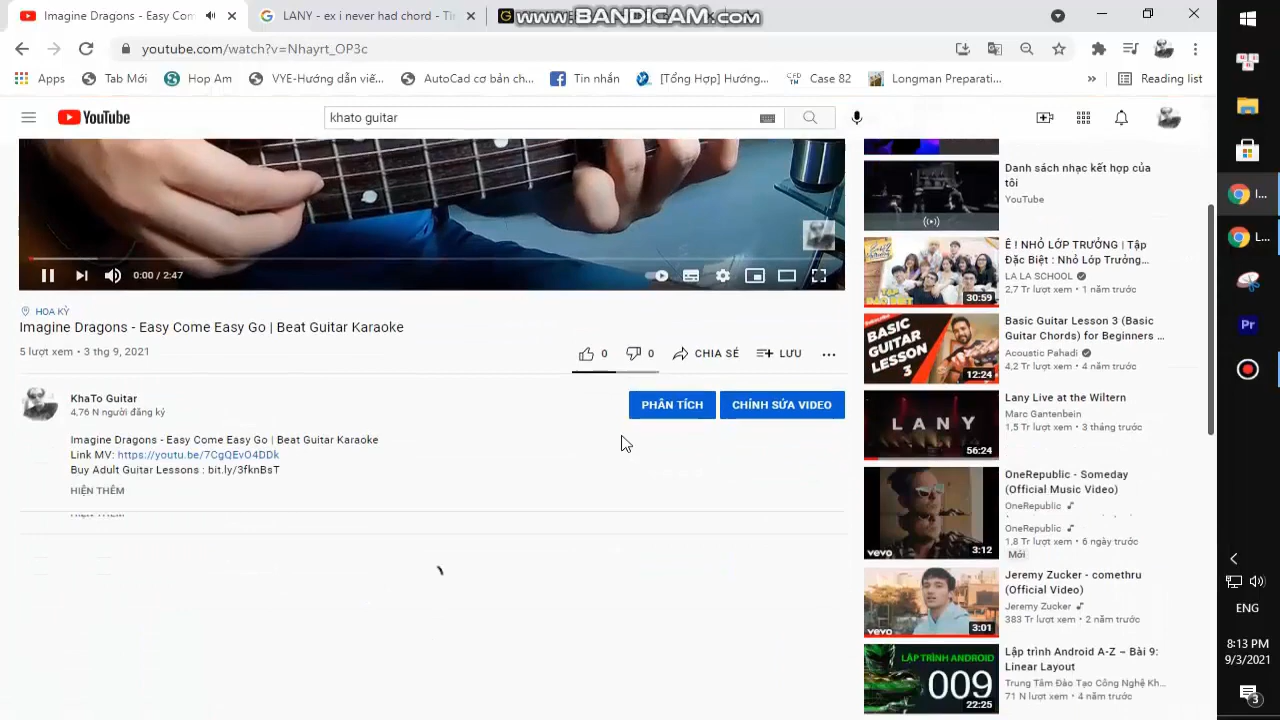 Imagine Dragons - Easy Come
LANY - ex i never had chord - T
www.BANDICAM.com
youtube.com/watch?v=Nhayrt_OP3c
Apps
Tab Mới
Hop Am
VYE-Hướng dẫn viế...
AutoCad cơ bản ch...
Tin nhắn
[Tổng Hợp] Hướng...
Case 82
Longman Preparati...
»
Reading list
YouTube
khato guitar
0:00 / 2:47
HOA KỲ
Imagine Dragons - Easy Come Easy Go | Beat Guitar Karaoke
5 lượt xem • 3 thg 9, 2021
0
0
CHIA SẺ
LƯU
KhaTo Guitar
4,76 N người đăng ký
PHÂN TÍCH
CHỈNH SỬA VIDEO
Imagine Dragons - Easy Come Easy Go | Beat Guitar Karaoke
Link MV: https://youtu.be/7CgQEvO4DDk
Buy Adult Guitar Lessons : bit.ly/3fknBsT
HIỆN THÊM
Danh sách nhạc kết hợp của
tôi
YouTube
Ê ! NHỎ LỚP TRƯỞNG | Tập
Đặc Biệt : Nhỏ Lớp Trưởng...
LA LA SCHOOL
2,7 Tr lượt xem • 1 năm trước
30:59
Basic Guitar Lesson 3 (Basic
Guitar Chords) for Beginners ...
Acoustic Pahadi
4,2 Tr lượt xem • 4 năm trước
BASIC
GUITAR
LESSON
3
12:24
Lany Live at the Wiltern
Marc Gantenbein
1,5 Tr lượt xem • 3 tháng trước
LANY
56:24
OneRepublic - Someday
(Official Music Video)
OneRepublic
OneRepublic
1,8 Tr lượt xem • 6 ngày trước
Mới
vevo
3:12
Jeremy Zucker - comethru
(Official Video)
Jeremy Zucker
383 Tr lượt xem • 2 năm trước
vevo
3:01
Lập trình Android A-Z ~ Bài 9:
Linear Layout
Trung Tâm Đào Tạo Công Nghệ Kh...
71 N lượt xem • 4 năm trước
LẬP TRÌNH ANDROID
009
22:25
I...
L...
Pr
ENG
8:13 PM
9/3/2021
3